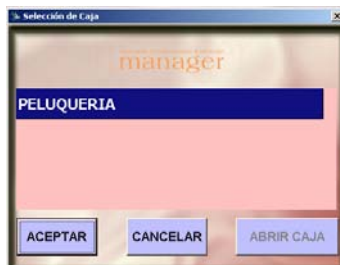 Selección de Caja
manager
PELUQUERIA
ACEPTAR
CANCELAR
ABRIR CAJA